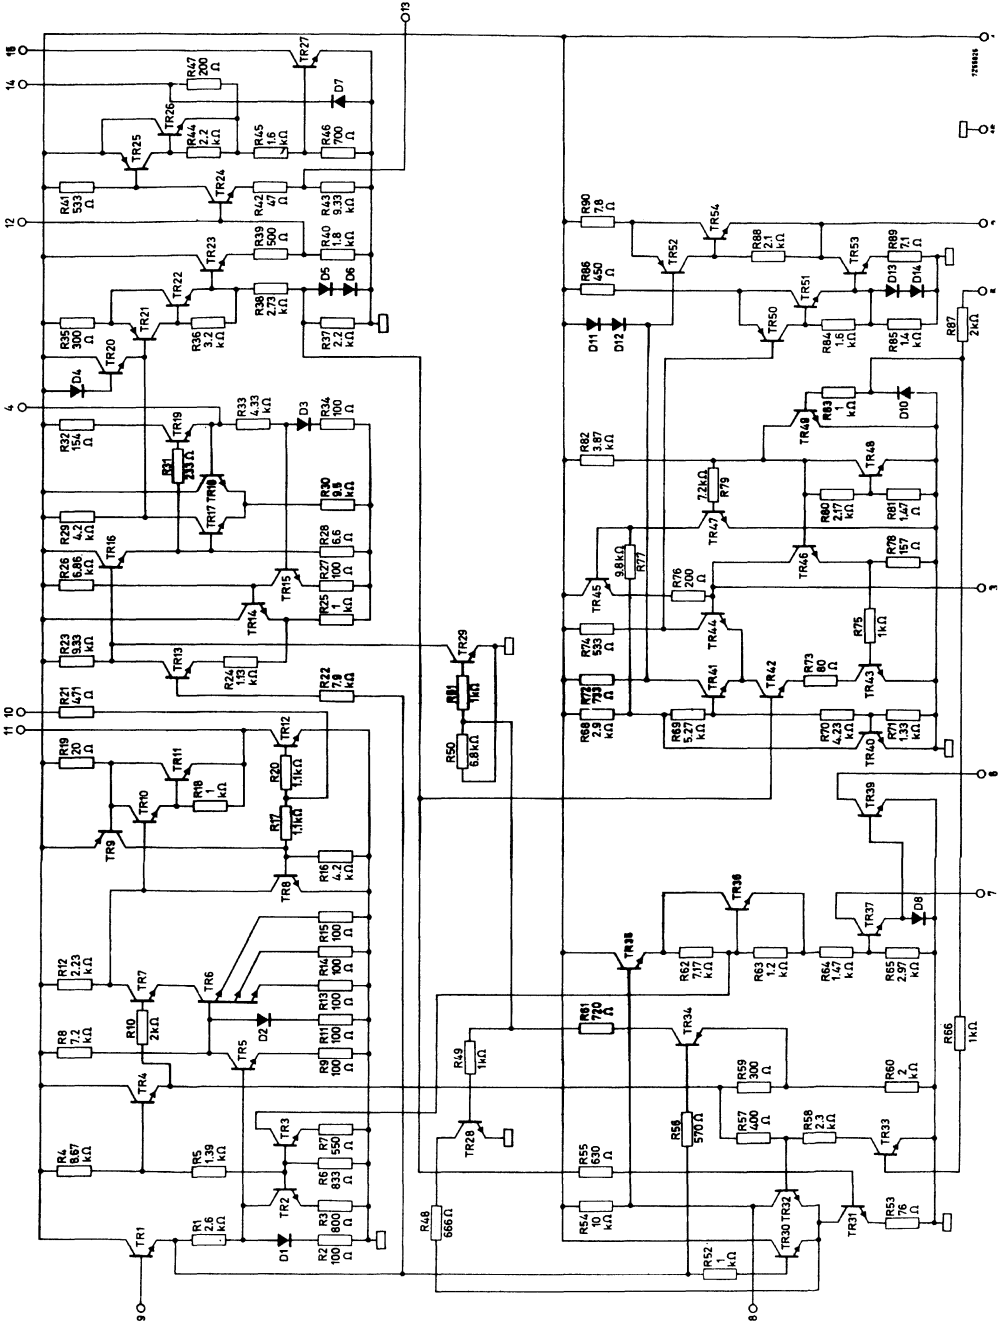 13
15
14
12
4
10
11
9
TR27
R47
200
Ω
D7
TR26
TR25
R44
2.2
kΩ
R45
1.6
kΩ
R46
700
Ω
R41
533
Ω
TR24
R42
47
Ω
R43
9.33
kΩ
TR23
R39
500
Ω
R40
1.8
kΩ
TR22
R38
2.73
kΩ
D5
D6
R35
300
Ω
TR21
R36
3.2
kΩ
R37
2.2
kΩ
TR20
D4
R32
154
Ω
TR19
R31
233 Ω
R33
4.33
kΩ
D3
R34
100
Ω
TR18
TR17
R30
9.5
kΩ
R29
4.2
kΩ
TR16
R28
6.6
Ω
R26
6.86
kΩ
R27
100
Ω
TR15
TR14
R25
1
kΩ
R23
9.33
kΩ
TR13
R24
1.13
kΩ
R22
7.9
kΩ
R21
471
Ω
R19
20
Ω
TR12
TR11
R20
1.1kΩ
R18
1
kΩ
TR10
R17
1.1kΩ
TR9
TR8
R16
4.2
kΩ
R15
100
Ω
R14
100
Ω
R13
100
Ω
R12
2.23
kΩ
TR7
TR6
R10
2kΩ
D2
R11
100
Ω
R8
7.2
kΩ
TR5
R9
100
Ω
TR4
R4
8.67
kΩ
R5
1.39
kΩ
TR3
R7
550
Ω
R6
833
Ω
TR2
R3
800
Ω
TR1
R1
2.6
kΩ
D1
R2
100
Ω
TR29
R91
1kΩ
R50
6.8kΩ
R49
1kΩ
TR28
R48
666Ω
7Z59825
R90
7.8
Ω
TR54
TR52
R88
2.1
kΩ
TR53
R89
7.1
Ω
R86
450
Ω
TR51
D13
D14
D11
D12
TR50
R84
1.6
kΩ
R85
1.4
kΩ
R87
2kΩ
TR49
R83
1
kΩ
D10
R82
3.87
kΩ
7.2kΩ
R79
TR48
R80
2.17
kΩ
R81
1.47
Ω
TR47
9.8kΩ
R77
TR46
R78
157
Ω
TR45
R76
200
Ω
R74
533
Ω
TR44
R75
1kΩ
R72
733
Ω
TR41
TR42
R73
80
Ω
TR43
R68
2.9
kΩ
R69
5.27
kΩ
R70
4.23
kΩ
R71
1.33
kΩ
TR40
3
6
7
8
TR39
TR37
D8
TR36
TR35
R62
7.17
kΩ
R63
1.2
kΩ
R64
1.47
kΩ
R65
2.97
kΩ
R61
720
Ω
TR34
R66
1kΩ
R59
300
Ω
R60
2
kΩ
R56
570 Ω
R57
400
Ω
R58
2.3
kΩ
TR33
R55
630
Ω
R54
10
kΩ
TR32
TR30
TR31
R53
76
Ω
R52
1
kΩ